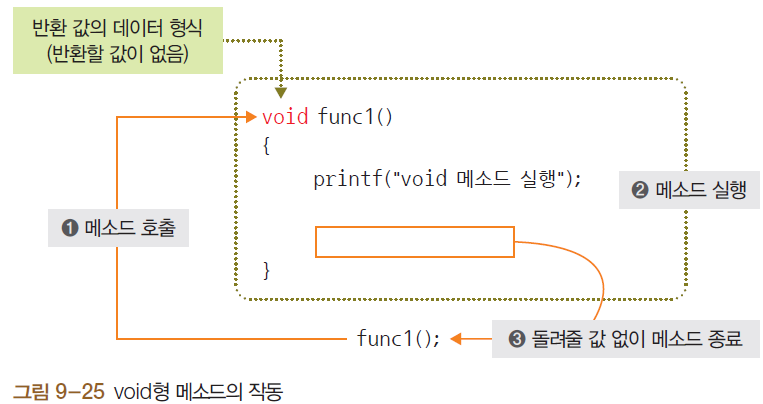 반환 값의 데이터 형식
(반환할 값이 없음)
void func1()
{
printf("void 메소드 실행");
❷ 메소드 실행
❶ 메소드 호출
}
func1();
❸ 돌려줄 값 없이 메소드 종료
그림 9-25 void형 메소드의 작동